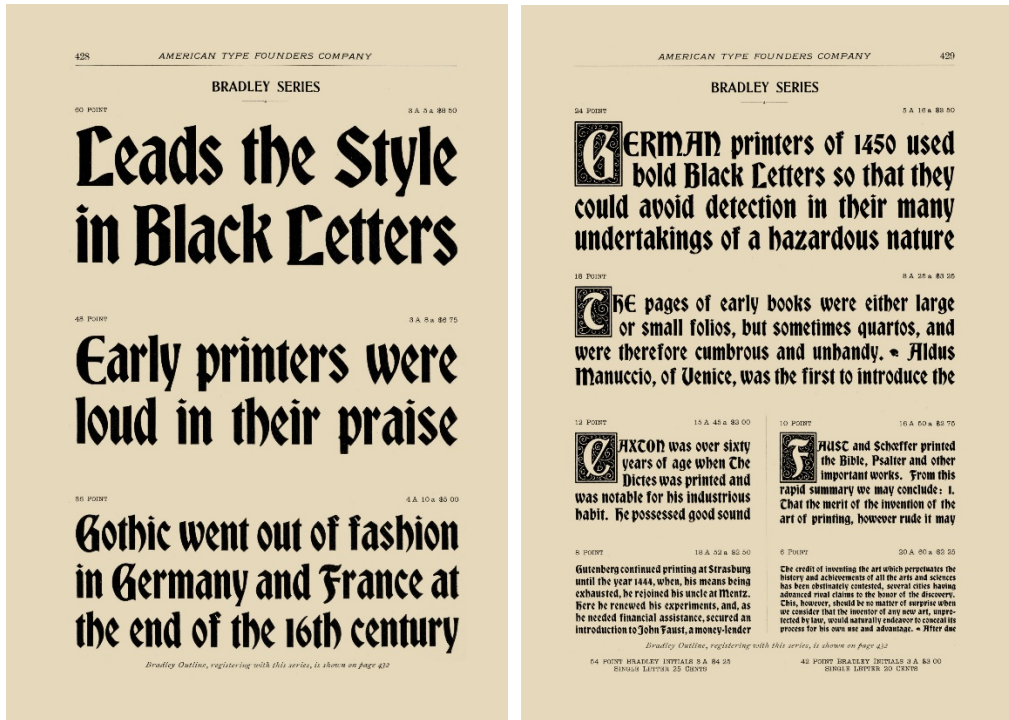 428 AMERICAN TYPE FOUNDERS COMPANY
BRADLEY SERIES
60 POINT 3 A 5 a $8 50
Leads the Style
in Black Letters
48 POINT 3 A 8 a $6 75
Early printers were
loud in their praise
36 POINT 4 A 10 a $5 00
Gothic went out of fashion
in Germany and France at
the end of the 16th century
Bradley Outline, registering with this series, is shown on page 432
AMERICAN TYPE FOUNDERS COMPANY 429
BRADLEY SERIES
24 POINT 5 A 16 a $3 50
GERMAN printers of 1450 used
bold Black Letters so that they
could avoid detection in their many
undertakings of a hazardous nature
18 POINT 8 A 25 a $3 25
THE pages of early books were either large
or small folios, but sometimes quartos, and
were therefore cumbrous and unhandy. Aldus
Manuccio, of Venice, was the first to introduce the
12 POINT 15 A 45 a $3 00
CAXTON was over sixty
years of age when The
Dictes was printed and
was notable for his industrious
habit. He possessed good sound
10 POINT 16 A 50 a $2 75
FAUST and Schœffer printed
the Bible, Psalter and other
important works. From this
rapid summary we may conclude: 1.
That the merit of the invention of the
art of printing, however rude it may
8 POINT 18 A 52 a $2 50
Gutenberg continued printing at Strasburg
until the year 1444, when, his means being
exhausted, he rejoined his uncle at Mentz.
Here he renewed his experiments, and, as
he needed financial assistance, secured an
introduction to John Faust, a money-lender
6 POINT 20 A 60 a $2 25
The credit of inventing the art which perpetuates the
history and achievements of all the arts and sciences
has been obstinately contested, several cities having
advanced rival claims to the honor of the discovery.
This, however, should be no matter of surprise when
we consider that the inventor of any new art, unpro-
tected by law, would naturally endeavor to conceal its
process for his own use and advantage. After due
Bradley Outline, registering with this series, is shown on page 432
54 POINT BRADLEY INITIALS 3 A $4 25
SINGLE LETTER 25 CENTS
42 POINT BRADLEY INITIALS 3 A $3 00
SINGLE LETTER 20 CENTS